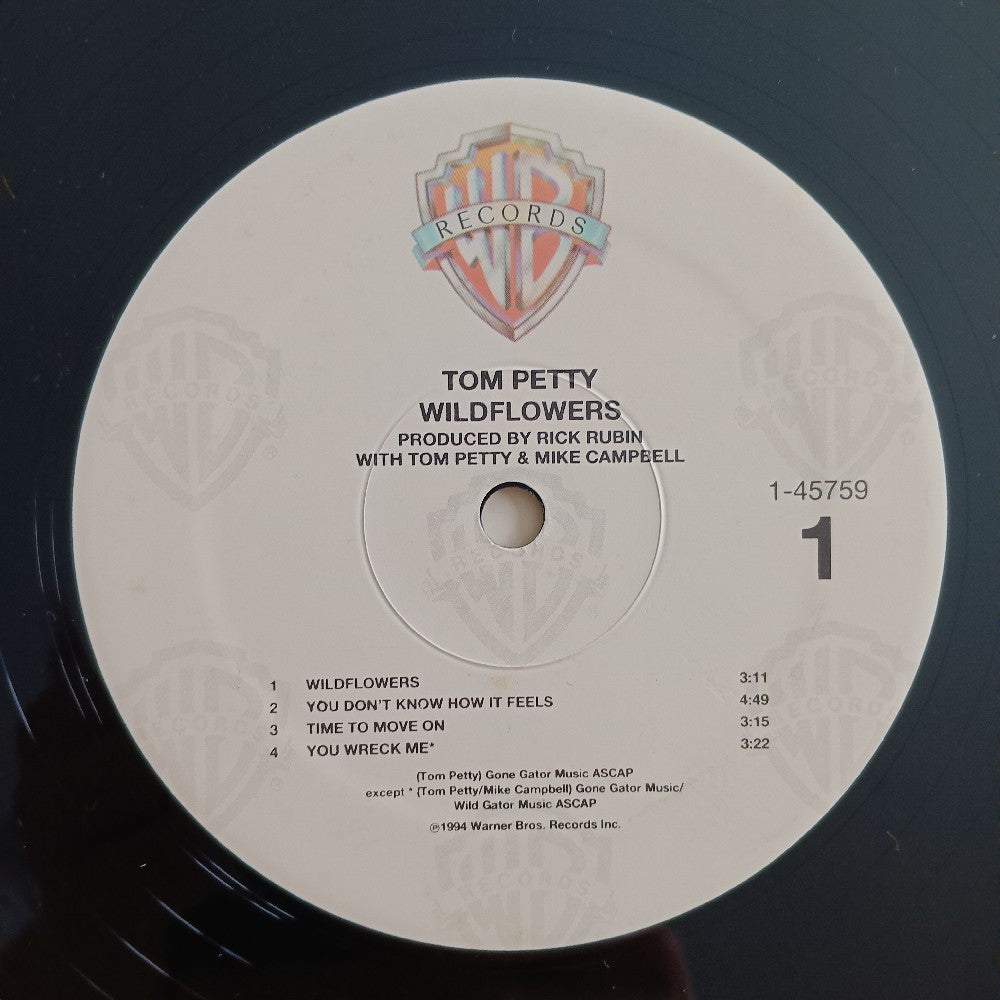 WB
RECORDS
TOM PETTY
WILDFLOWERS
PRODUCED BY RICK RUBIN
WITH TOM PETTY & MIKE CAMPBELL
1-45759
1
1 WILDFLOWERS 3:11
2 YOU DON'T KNOW HOW IT FEELS 4:49
3 TIME TO MOVE ON 3:15
4 YOU WRECK ME* 3:22
(Tom Petty) Gone Gator Music ASCAP
except * (Tom Petty/Mike Campbell) Gone Gator Music/
Wild Gator Music ASCAP
℗1994 Warner Bros. Records Inc.